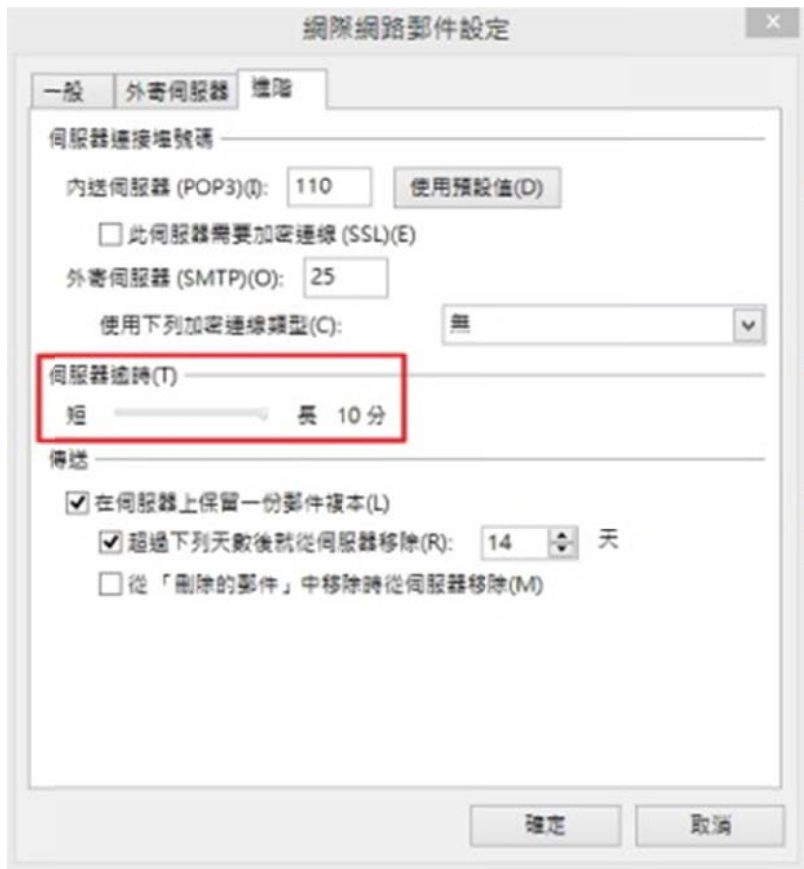 網際網路郵件設定
一般 外寄伺服器 進階
伺服器連接埠號碼
內送伺服器 (POP3)(I): 110 使用預設值(D)
此伺服器需要加密連線 (SSL)(E)
外寄伺服器 (SMTP)(O): 25
使用下列加密連線類型(C): 無
伺服器逾時(T)
短 長 10 分
傳送
在伺服器上保留一份郵件複本(L)
超過下列天數後就從伺服器移除(R): 14 天
從「刪除的郵件」中移除時從伺服器移除(M)
確定 取消